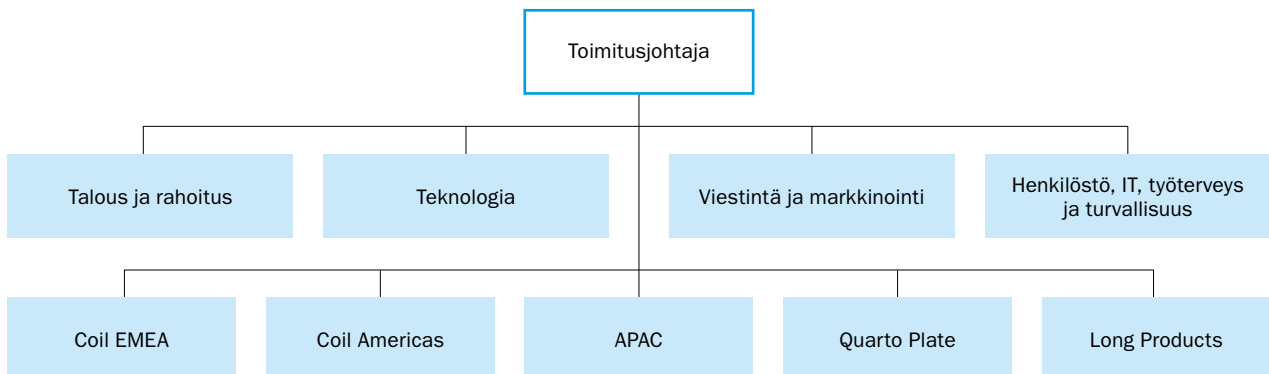 Toimitusjohtaja
Talous ja rahoitus
Teknologia
Viestintä ja markkinointi
Henkilöstö, IT, työterveys
ja turvallisuus
Coil EMEA
Coil Americas
APAC
Quarto Plate
Long Products